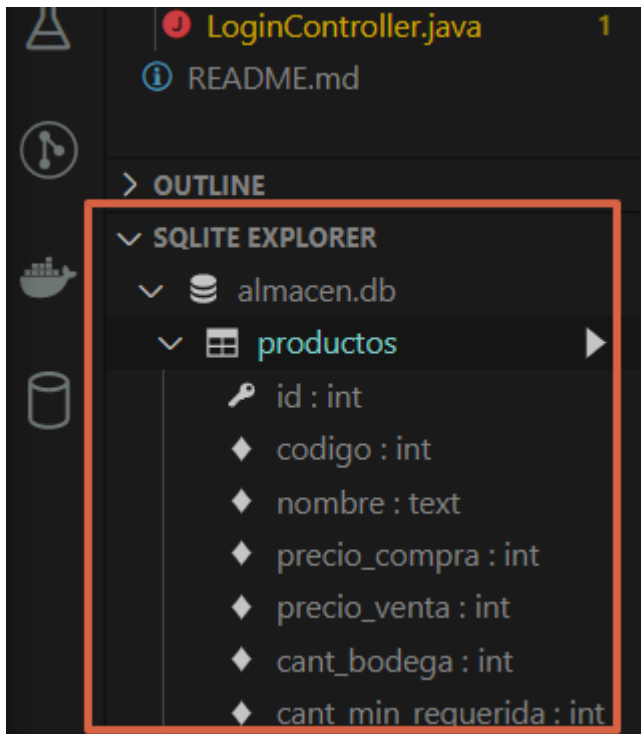 LoginController.java 1
README.md
OUTLINE
SQLITE EXPLORER
almacen.db
productos
id : int
codigo : int
nombre : text
precio_compra : int
precio_venta : int
cant_bodega : int
cant_min_requerida : int